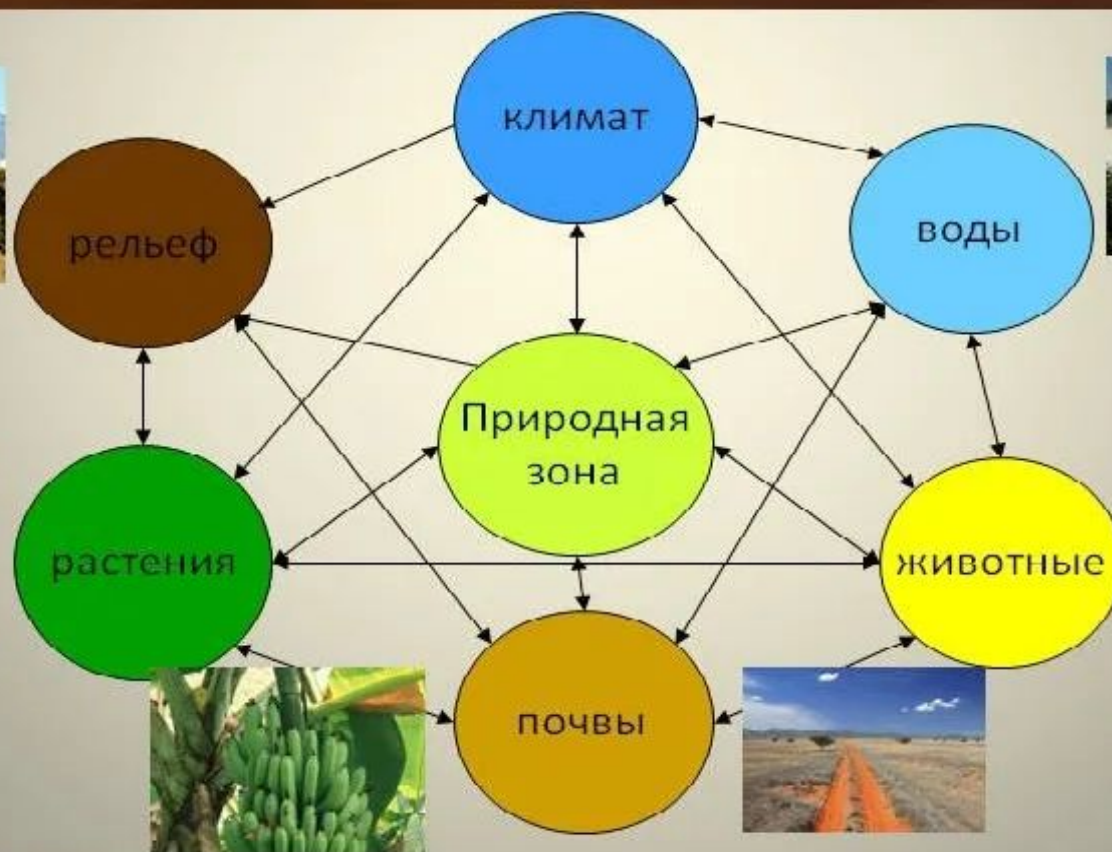 климат
рельеф
воды
Природная
зона
растения
животные
почвы